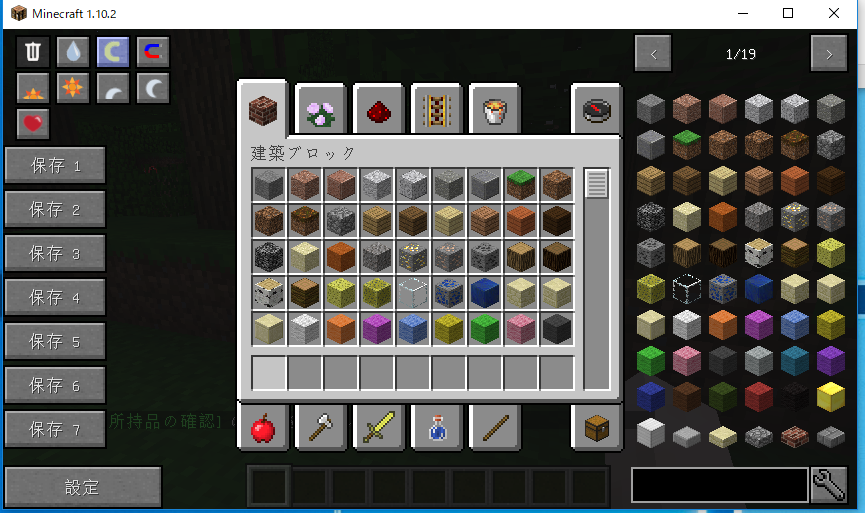 Minecraft 1.10.2
<
1/19
>
保存 1
建築ブロック
保存 2
保存 3
保存 4
保存 5
保存 6
保存 7
所持品の確認] の
設定